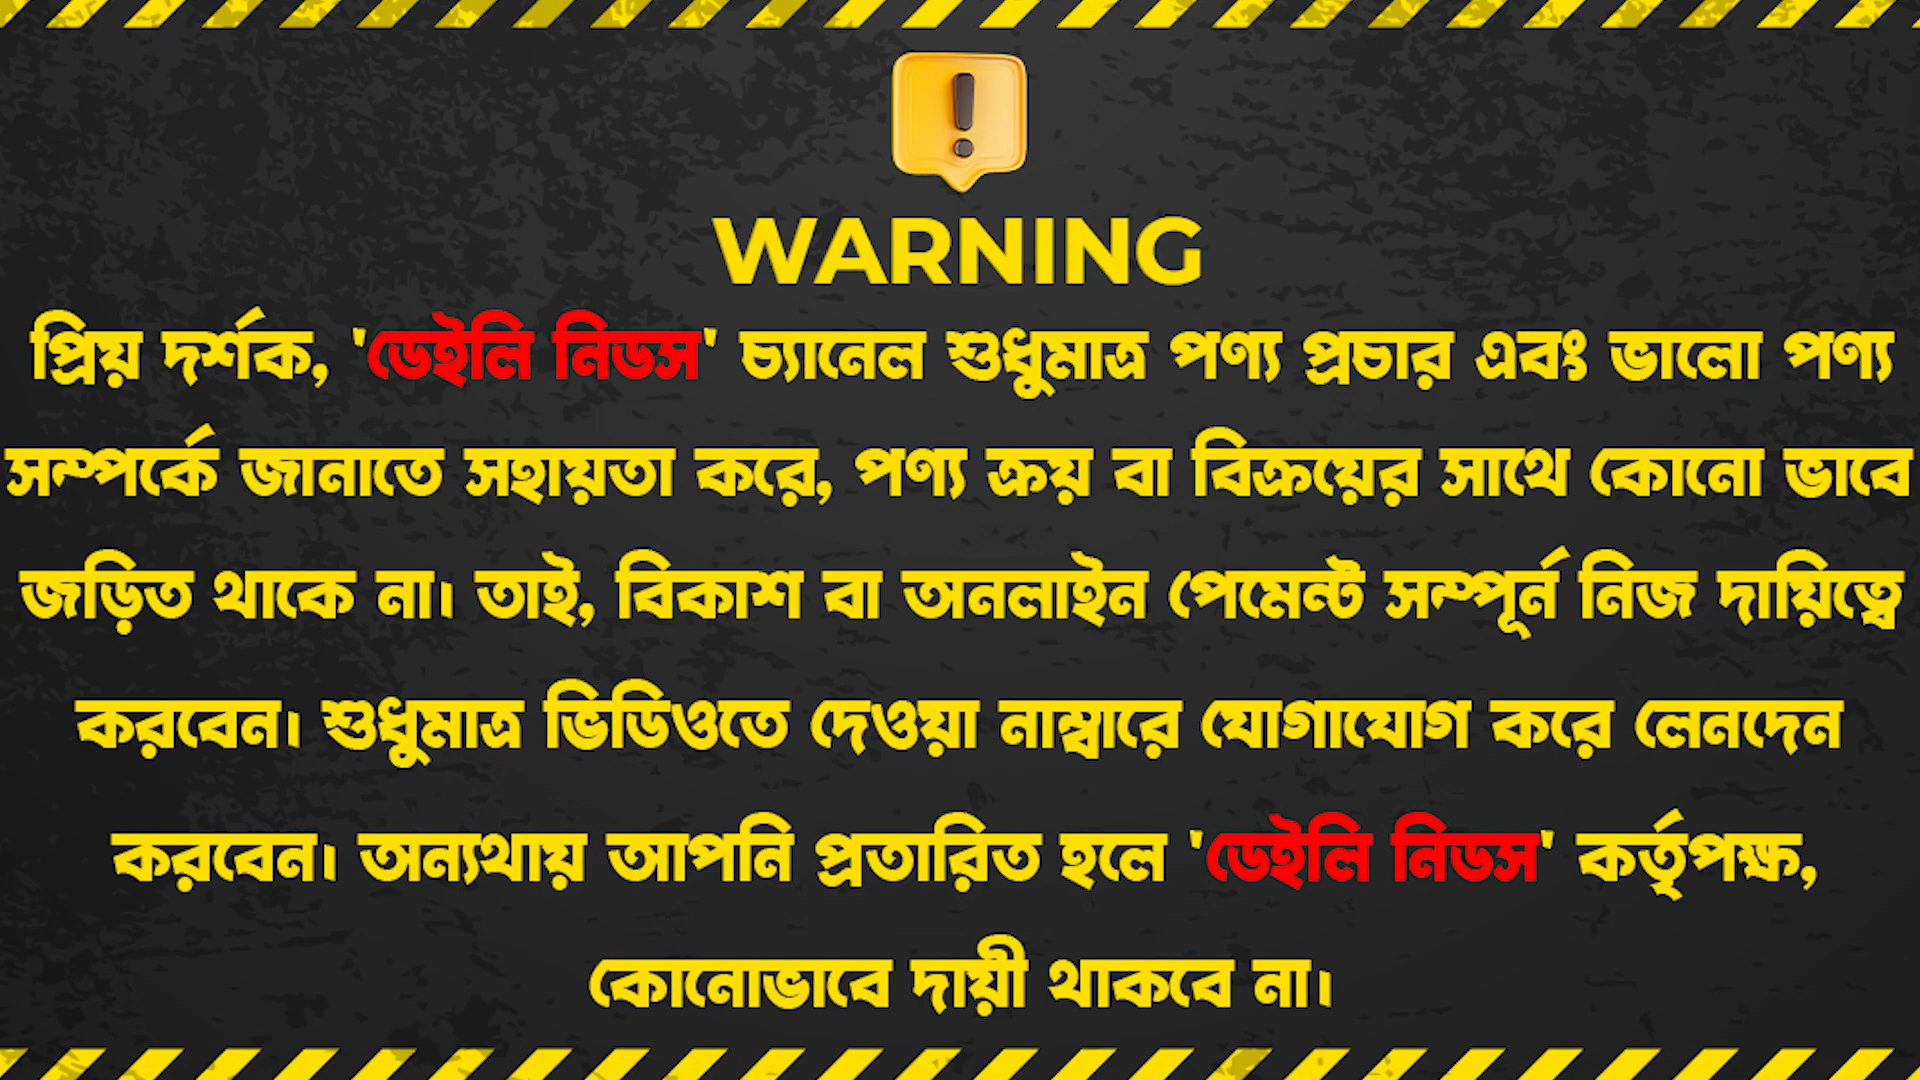 WARNING
প্রিয় দর্শক, 'ডেইলি নিডস' চ্যানেল শুধুমাত্র পণ্য প্রচার এবং ভালো পণ্য
সম্পর্কে জানাতে সহায়তা করে, পণ্য ক্রয় বা বিক্রয়ের সাথে কোনো ভাবে
জড়িত থাকে না। তাই, বিকাশ বা অনলাইন পেমেন্ট সম্পূর্ন নিজ দায়িত্বে
করবেন। শুধুমাত্র ভিডিওতে দেওয়া নাম্বারে যোগাযোগ করে লেনদেন
করবেন। অন্যথায় আপনি প্রতারিত হলে 'ডেইলি নিডস' কর্তৃপক্ষ,
কোনোভাবে দায়ী থাকবে না।